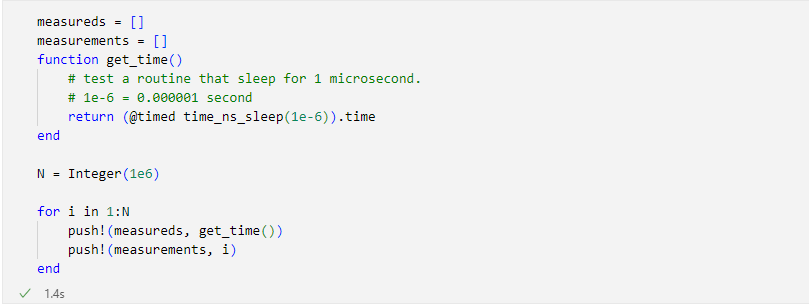 measureds = []
measurements = []
function get_time()
    # test a routine that sleep for 1 microsecond.
    # 1e-6 = 0.000001 second
    return (@timed time_ns_sleep(1e-6)).time
end
N = Integer(1e6)
for i in 1:N
    push!(measureds, get_time())
    push!(measurements, i)
end
1.4s